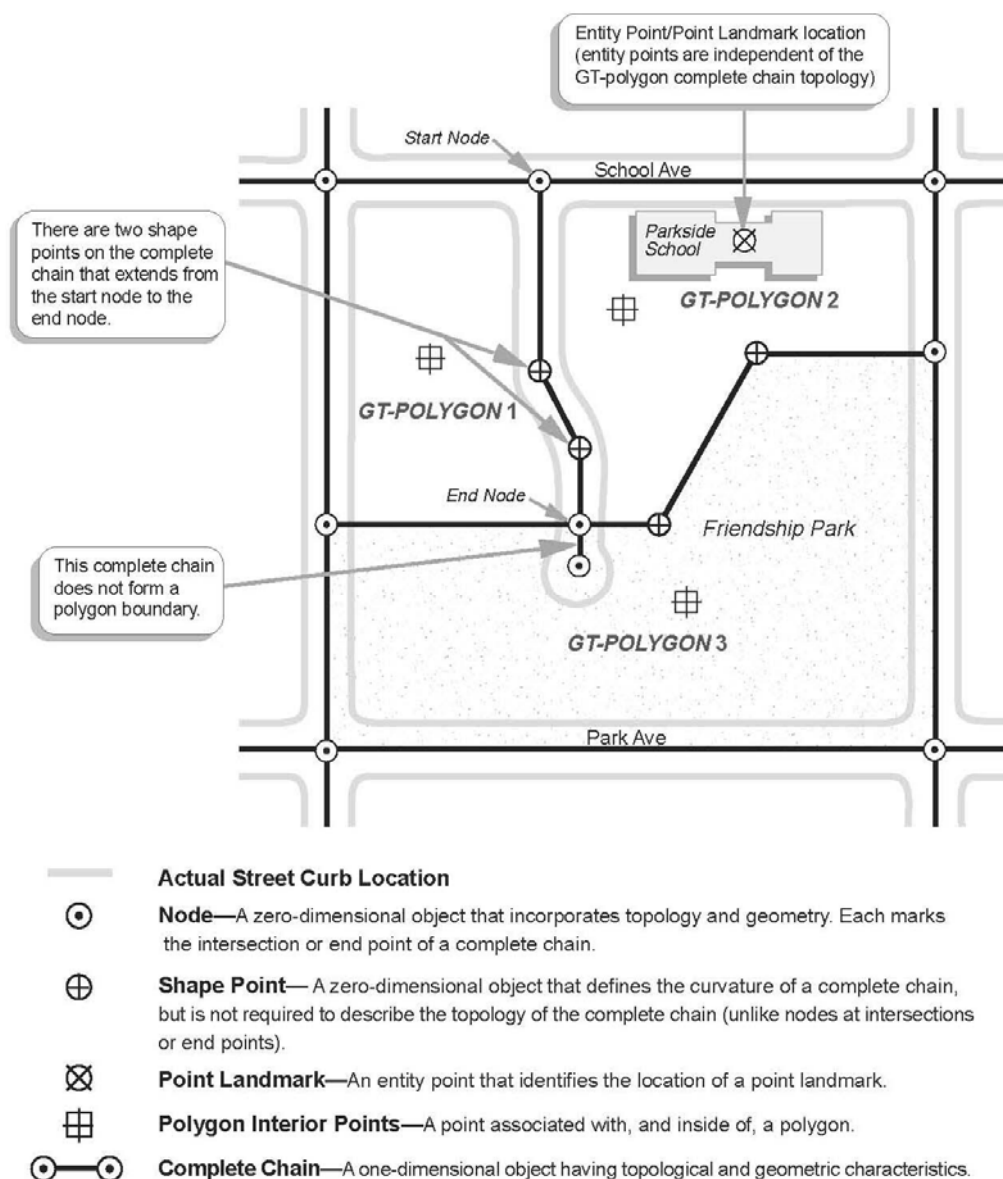 Entity Point/Point Landmark location
(entity points are independent of the
GT-polygon complete chain topology)
Start Node
School Ave
There are two shape
points on the complete
chain that extends from
the start node to the
end node.
Parkside
School
GT-POLYGON 2
GT-POLYGON 1
End Node
Friendship Park
This complete chain
does not form a
polygon boundary.
GT-POLYGON 3
Park Ave
Actual Street Curb Location
Node—A zero-dimensional object that incorporates topology and geometry. Each marks
the intersection or end point of a complete chain.
Shape Point— A zero-dimensional object that defines the curvature of a complete chain,
but is not required to describe the topology of the complete chain (unlike nodes at intersections
or end points).
Point Landmark—An entity point that identifies the location of a point landmark.
Polygon Interior Points—A point associated with, and inside of, a polygon.
Complete Chain—A one-dimensional object having topological and geometric characteristics.